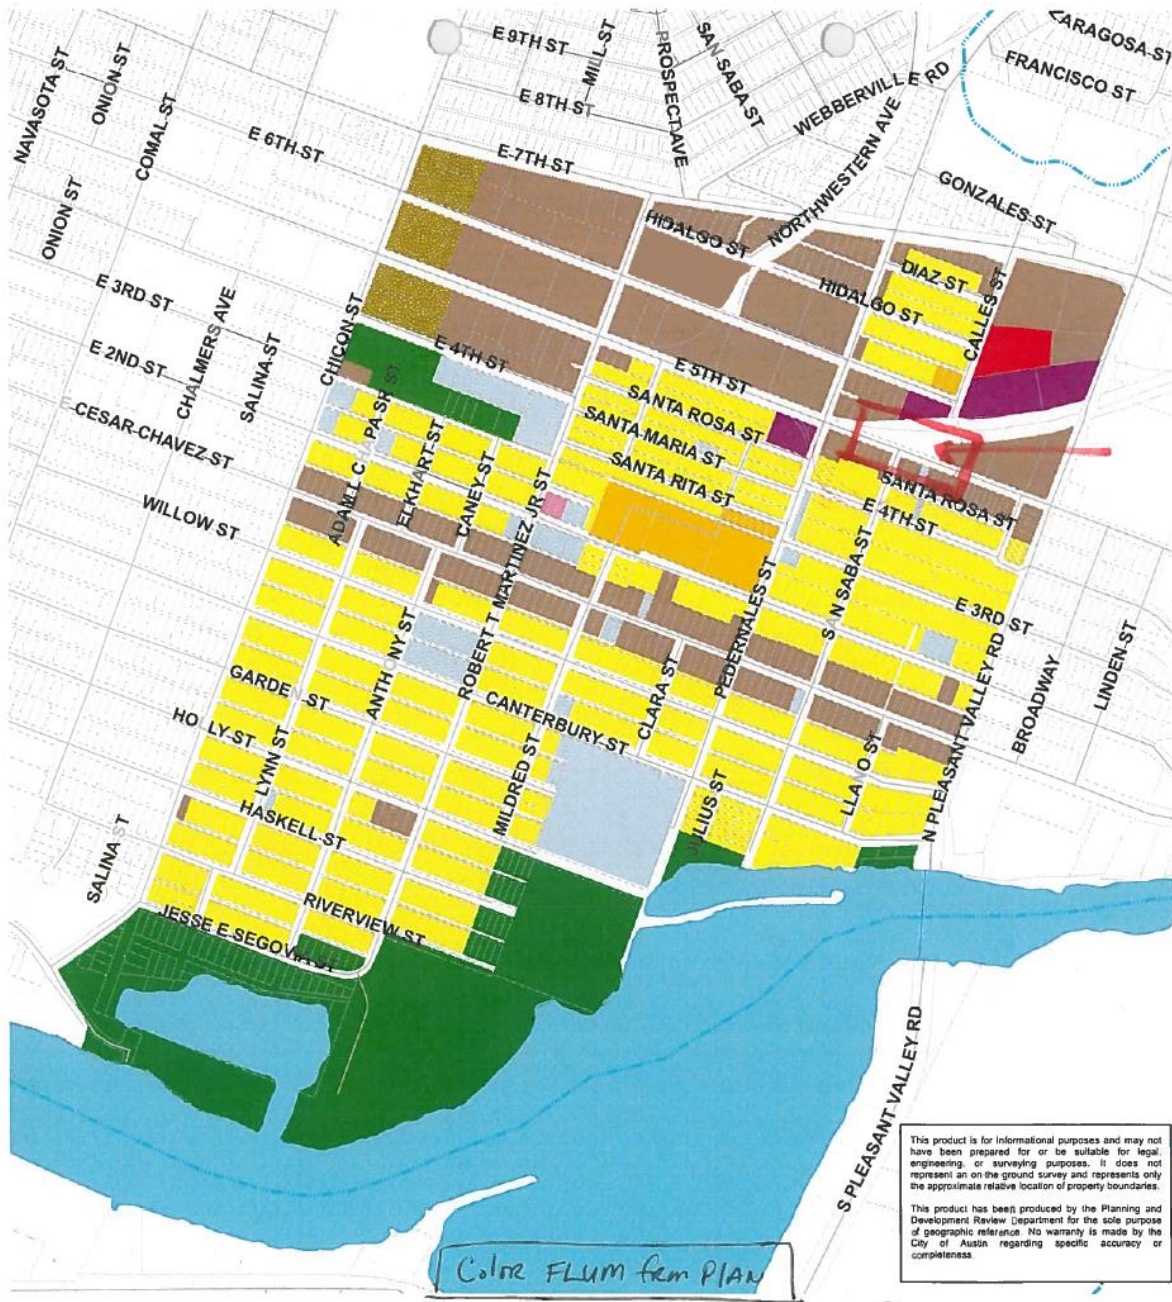 ZARAGOSA ST
FRANCISCO ST
E 9TH ST
MILL ST
PROSPECT AVE
SAN SABA ST
WEBBERVILLE RD
NAVASOTA ST
ONION ST
COMAL ST
E 8TH ST
E 6TH ST
E 7TH ST
NORTHWESTERN AVE
GONZALES ST
ONION ST
HIDALGO ST
DIAZ ST
HIDALGO ST
CALLES ST
E 3RD ST
CHALMERS AVE
SALINA ST
CHICON ST
E 4TH ST
E 5TH ST
E 2ND ST
E CESAR CHAVEZ ST
ADAM L CHAPA SR ST
ELKHART ST
CANEY ST
SANTA ROSA ST
SANTA MARIA ST
SANTA RITA ST
SANTA ROSA ST
E 4TH ST
WILLOW ST
ROBERT T MARTINEZ JR ST
PEDERNALES ST
SAN SABA ST
E 3RD ST
N PLEASANT VALLEY RD
BROADWAY
LINDEN ST
ANTHONY ST
GARDEN ST
HOLLY ST
LYNN ST
CANTERBURY ST
CLARA ST
MILDRED ST
JULIUS ST
LLANO ST
HASKELL ST
SALINA ST
RIVERVIEW ST
JESSE E SEGOVIA ST
S PLEASANT VALLEY RD
This product is for informational purposes and may not
have been prepared for or be suitable for legal,
engineering, or surveying purposes. It does not
represent an on-the-ground survey and represents only
the approximate relative location of property boundaries.
This product has been produced by the Planning and
Development Review Department for the sole purpose
of geographic reference. No warranty is made by the
City of Austin regarding specific accuracy or
completeness.
Color FLUM from PLAN